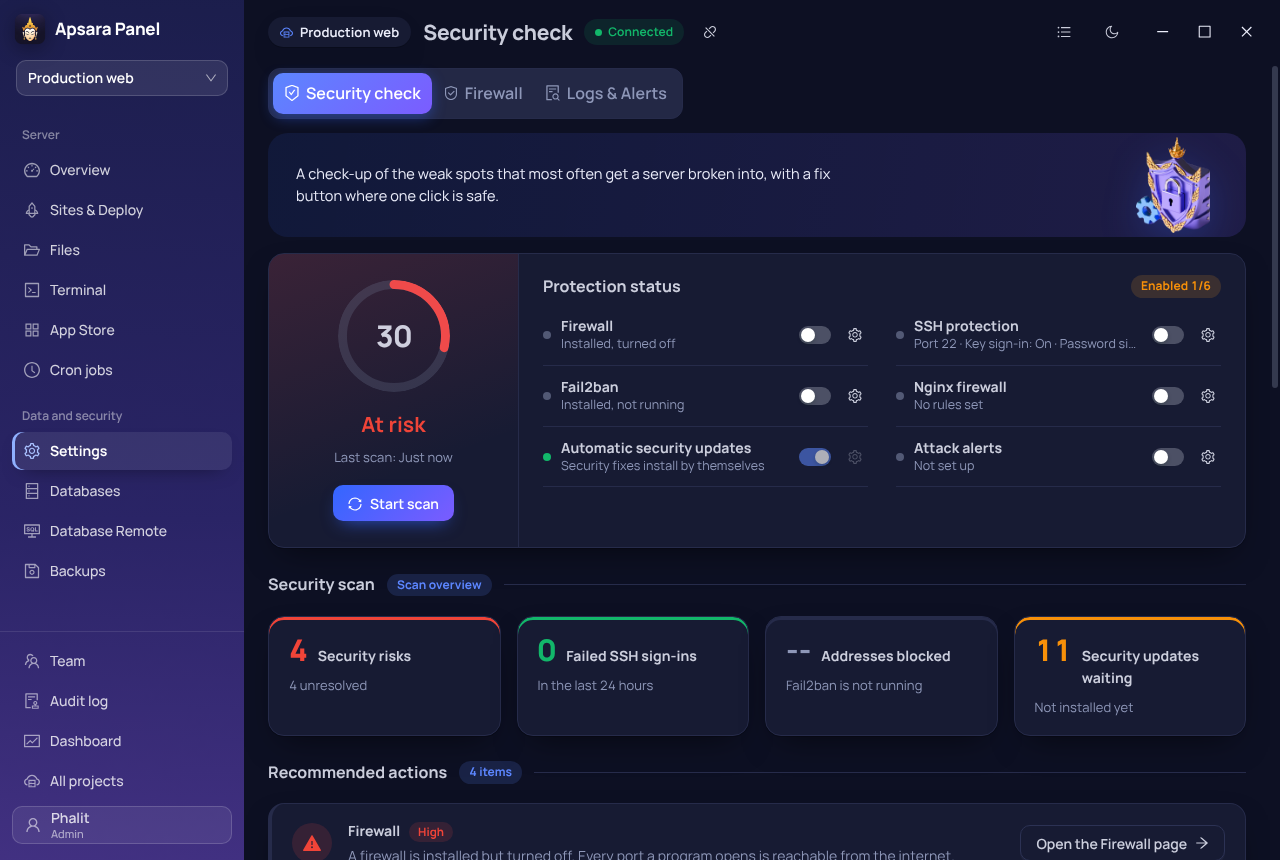 Apsara Panel
Production web
Server
Overview
Sites & Deploy
Files
Terminal
App Store
Cron jobs
Data and security
Settings
Databases
Database Remote
Backups
Team
Audit log
Dashboard
All projects
Phalit
Admin
Production web
Security check
Connected
Security check
Firewall
Logs & Alerts
A check-up of the weak spots that most often get a server broken into, with a fix
button where one click is safe.
30
At risk
Last scan: Just now
Start scan
Protection status
Enabled 1/6
Firewall
Installed, turned off
SSH protection
Port 22 · Key sign-in: On · Password si...
Fail2ban
Installed, not running
Nginx firewall
No rules set
Automatic security updates
Security fixes install by themselves
Attack alerts
Not set up
Security scan
Scan overview
4 Security risks
4 unresolved
0 Failed SSH sign-ins
In the last 24 hours
-- Addresses blocked
Fail2ban is not running
11 Security updates
waiting
Not installed yet
Recommended actions
4 items
Firewall
High
A firewall is installed but turned off. Every port a program opens is reachable from the internet.
Open the Firewall page